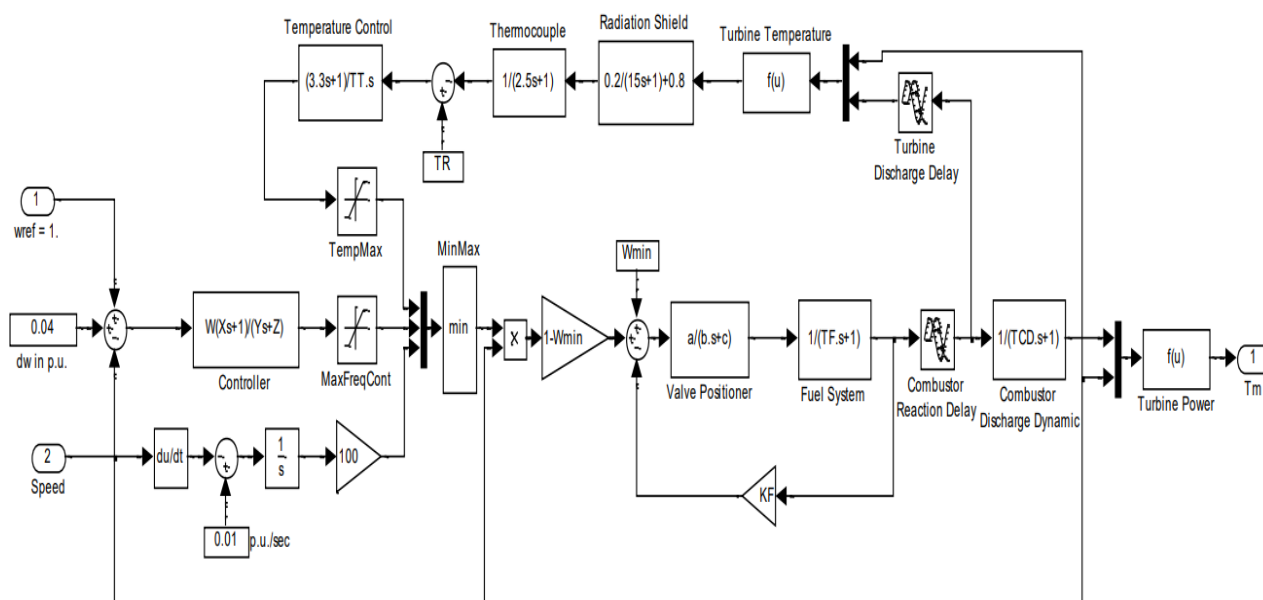 Temperature Control
Thermocouple
Radiation Shield
Turbine Temperature
(3.3s+1)/TT.s
1/(2.5s+1)
0.2/(15s+1)+0.8
f(u)
TR
Turbine
Discharge Delay
1
wref = 1.
TempMax
MinMax
Wmin
0.04
dw in p.u.
W(Xs+1)/(Ys+Z)
Controller
MaxFreqCont
min
X
1-Wmin
a/(b.s+c)
Valve Positioner
1/(TF.s+1)
Fuel System
Combustor
Reaction Delay
1/(TCD.s+1)
Combustor
Discharge Dynamic
f(u)
Turbine Power
1
Tm
2
Speed
du/dt
1
s
100
KF
0.01
p.u./sec